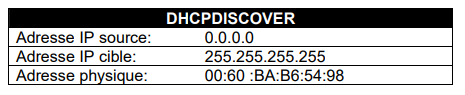 DHCPDISCOVER
Adresse IP source: 0.0.0.0
Adresse IP cible: 255.255.255.255
Adresse physique: 00:60 :BA:B6:54:98